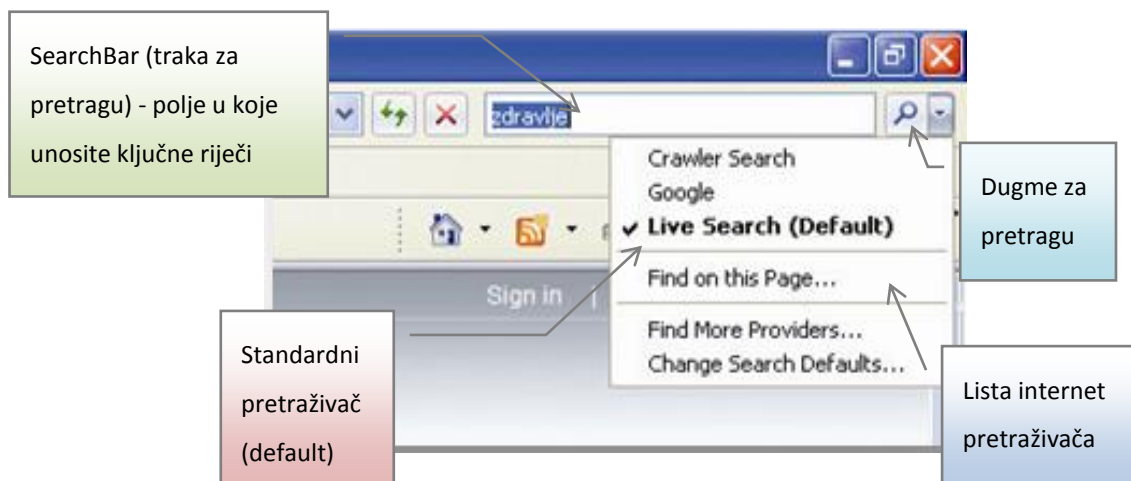 SearchBar (traka za
pretragu) - polje u koje
unosite ključne riječi
zdravlje
Crawler Search
Google
Live Search (Default)
Find on this Page...
Find More Providers...
Change Search Defaults...
Sign in |
Dugme za
pretragu
Standardni
pretraživač
(default)
Lista internet
pretraživača